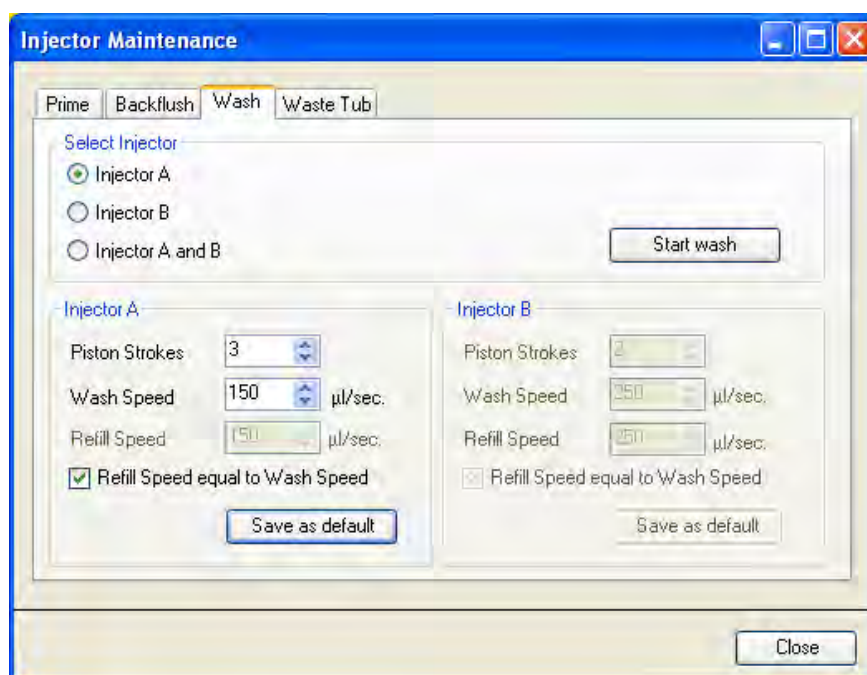 Injector Maintenance
Prime Backflush Wash Waste Tub
Select Injector
Injector A
Injector B
Injector A and B
Start wash
Injector A
Piston Strokes 3
Wash Speed 150 µl/sec.
Refill Speed 150 µl/sec.
Refill Speed equal to Wash Speed
Save as default
Injector B
Piston Strokes 2
Wash Speed 250 µl/sec.
Refill Speed 250 µl/sec.
Refill Speed equal to Wash Speed
Save as default
Close